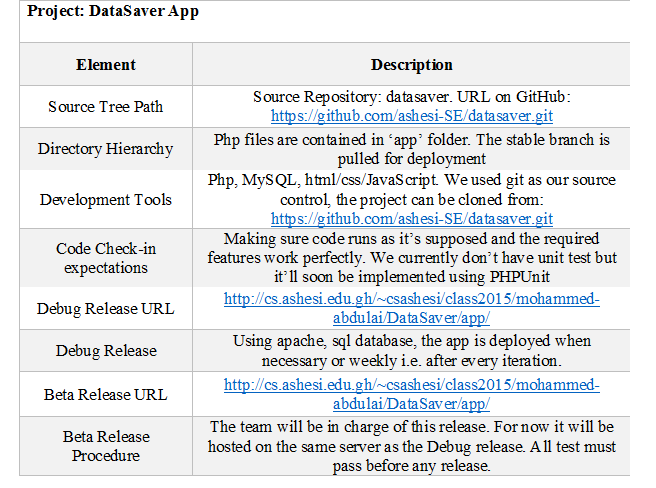 Project: DataSaver App
Element
Description
Source Tree Path
Source Repository: datasaver. URL on GitHub:
https://github.com/ashesi-SE/datasaver.git
Directory Hierarchy
Php files are contained in ‘app’ folder. The stable branch is
pulled for deployment
Development Tools
Php, MySQL, html/css/JavaScript. We used git as our source
control, the project can be cloned from:
https://github.com/ashesi-SE/datasaver.git
Code Check-in
expectations
Making sure code runs as it’s supposed and the required
features work perfectly. We currently don’t have unit test but
it’ll soon be implemented using PHPUnit
Debug Release URL
http://cs.ashesi.edu.gh/~csashesi/class2015/mohammed-
abdulai/DataSaver/app/
Debug Release
Using apache, sql database, the app is deployed when
necessary or weekly i.e. after every iteration.
Beta Release URL
http://cs.ashesi.edu.gh/~csashesi/class2015/mohammed-
abdulai/DataSaver/app/
Beta Release
Procedure
The team will be in charge of this release. For now it will be
hosted on the same server as the Debug release. All test must
pass before any release.